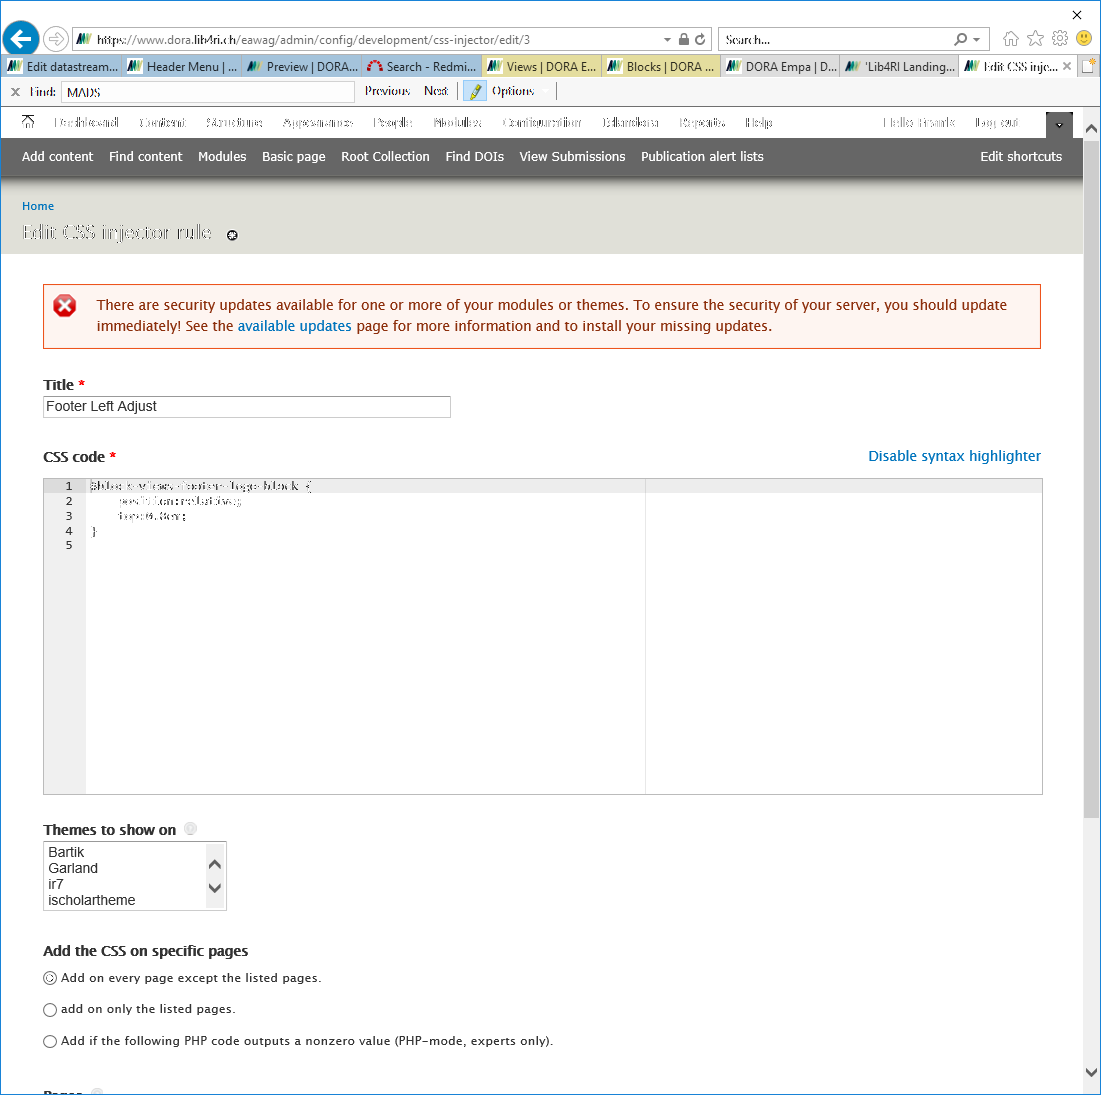 https://www.dora.lib4ri.ch/eawag/admin/config/development/css-injector/edit/3
Search...
Edit datastream...
Header Menu | ...
Preview | DORA...
Search - Redmi...
Views | DORA E...
Blocks | DORA ...
DORA Empa | D...
'Lib4RI Landing...
Edit CSS inje...
Find: MADS
Previous Next Options
Dashboard Content Structure Appearance People Modules Configuration Islandora Reports Help Hello Frank Log out
Add content Find content Modules Basic page Root Collection Find DOIs View Submissions Publication alert lists Edit shortcuts
Home
Edit CSS injector rule
There are security updates available for one or more of your modules or themes. To ensure the security of your server, you should update
immediately! See the available updates page for more information and to install your missing updates.
Title *
Footer Left Adjust
CSS code *
Disable syntax highlighter
1 #block-views-footer-logo-block {
2 position:relative;
3
4 }
5
Themes to show on
Bartik
Garland
ir7
ischolartheme
Add the CSS on specific pages
Add on every page except the listed pages.
add on only the listed pages.
Add if the following PHP code outputs a nonzero value (PHP-mode, experts only).
Pages